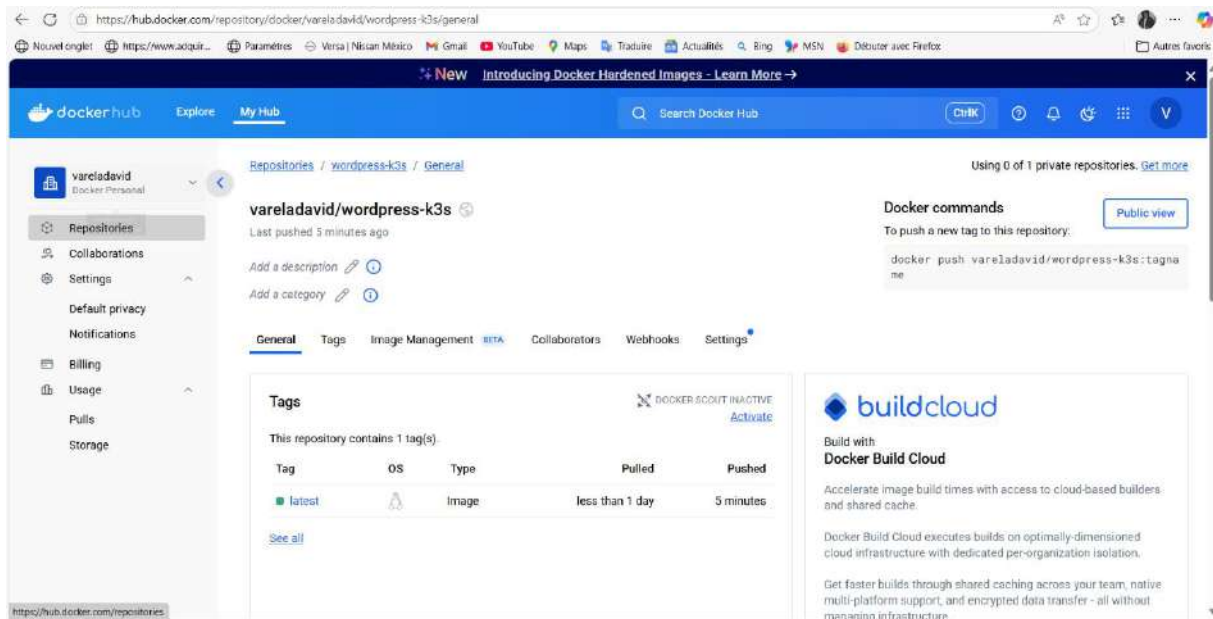 https://hub.docker.com/repository/docker/vareladavid/wordpress-k3s/general
Nouvel onglet https://www.adquir... Paramètres Versa | Nissan México Gmail YouTube Maps Traduire Actualités Bing MSN Débuter avec Firefox Autres favoris
New Introducing Docker Hardened Images - Learn More →
dockerhub Explore My Hub Search Docker Hub CtrlK V
Repositories / wordpress-k3s / General Using 0 of 1 private repositories. Get more
vareladavid
Docker Personal
vareladavid/wordpress-k3s Docker commands Public view
Repositories Last pushed 5 minutes ago To push a new tag to this repository:
Collaborations Add a description docker push vareladavid/wordpress-k3s:tagna
me
Settings Add a category
Default privacy
Notifications General Tags Image Management BETA Collaborators Webhooks Settings
Billing
Usage Tags DOCKER SCOUT INACTIVE buildcloud
Activate
Pulls This repository contains 1 tag(s). Build with
Storage Docker Build Cloud
Tag OS Type Pulled Pushed
latest Image less than 1 day 5 minutes
Accelerate image build times with access to cloud-based builders
and shared cache.
See all
Docker Build Cloud executes builds on optimally-dimensioned
cloud infrastructure with dedicated per-organization isolation.
Get faster builds through shared caching across your team, native
multi-platform support, and encrypted data transfer - all without
managing infrastructure.
https://hub.docker.com/repositories